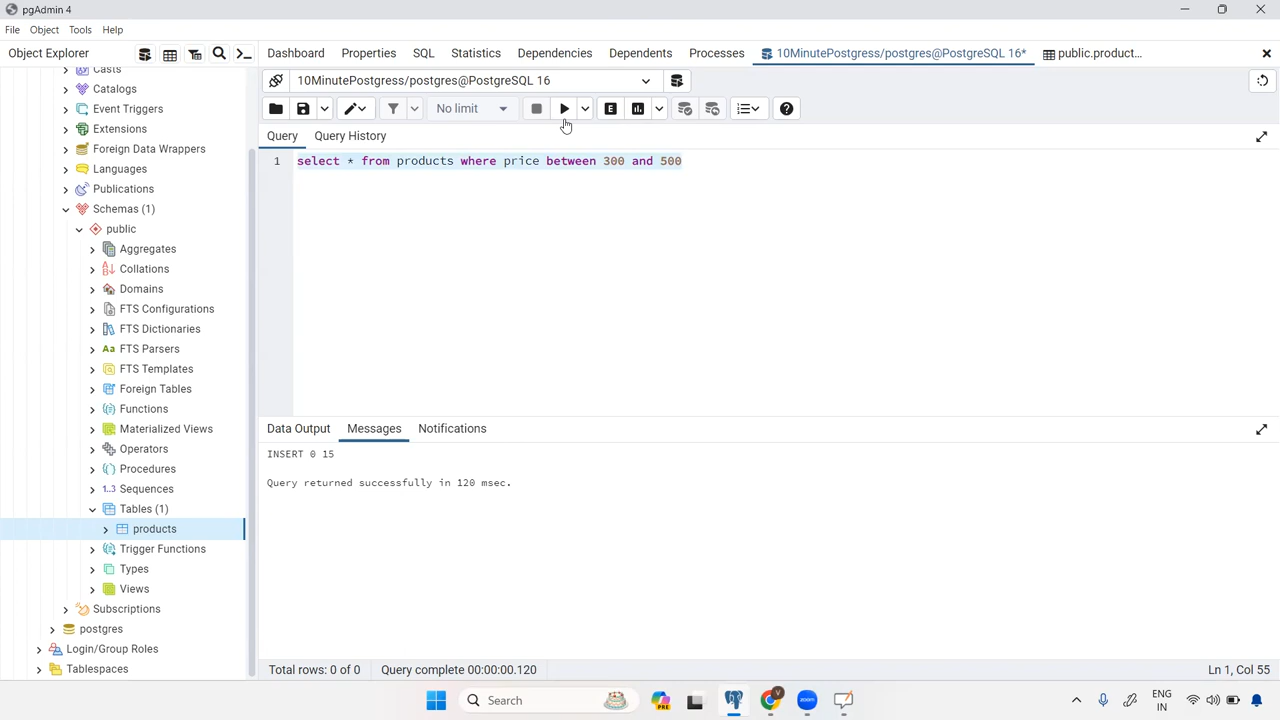 pgAdmin 4
File Object Tools Help
Object Explorer
Dashboard Properties SQL Statistics Dependencies Dependents Processes 10MinutePostgress/postgres@PostgreSQL 16* public.product...
10MinutePostgress/postgres@PostgreSQL 16
No limit
Query Query History
1 select * from products where price between 300 and 500
Casts
Catalogs
Event Triggers
Extensions
Foreign Data Wrappers
Languages
Publications
Schemas (1)
public
Aggregates
Collations
Domains
FTS Configurations
FTS Dictionaries
Aa FTS Parsers
FTS Templates
Foreign Tables
Functions
Materialized Views
Operators
Procedures
1..3 Sequences
Tables (1)
products
Trigger Functions
Types
Views
Subscriptions
postgres
Login/Group Roles
Tablespaces
Data Output Messages Notifications
INSERT 0 15
Query returned successfully in 120 msec.
Total rows: 0 of 0 Query complete 00:00:00.120 Ln 1, Col 55
Search
PRE
V
zoom
ENG
IN